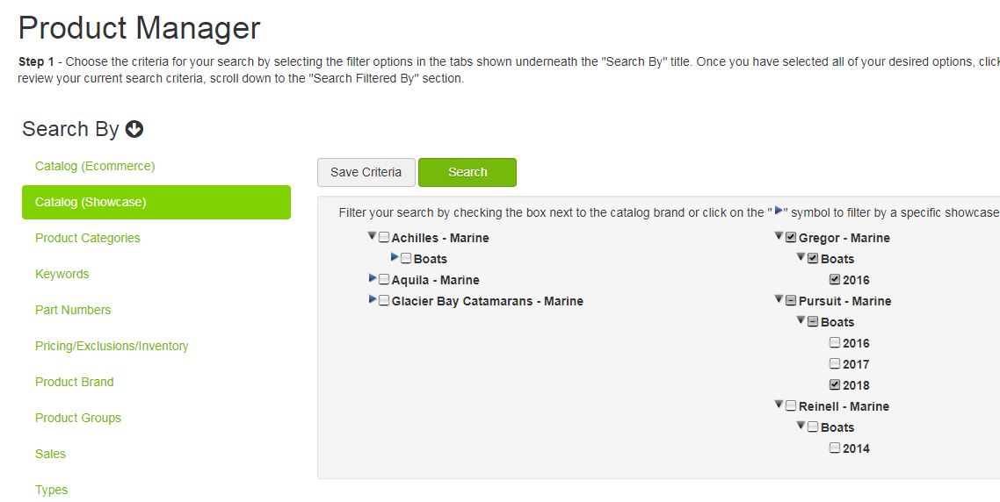 Product Manager
Step 1 - Choose the criteria for your search by selecting the filter options in the tabs shown underneath the "Search By" title. Once you have selected all of your desired options, click
review your current search criteria, scroll down to the "Search Filtered By" section.
Search By
Catalog (Ecommerce)
Catalog (Showcase)
Product Categories
Keywords
Part Numbers
Pricing/Exclusions/Inventory
Product Brand
Product Groups
Sales
Types
Save Criteria
Search
Filter your search by checking the box next to the catalog brand or click on the "▶" symbol to filter by a specific showcase
Achilles - Marine
Boats
Aquila - Marine
Glacier Bay Catamarans - Marine
Gregor - Marine
Boats
2016
Pursuit - Marine
Boats
2016
2017
2018
Reinell - Marine
Boats
2014